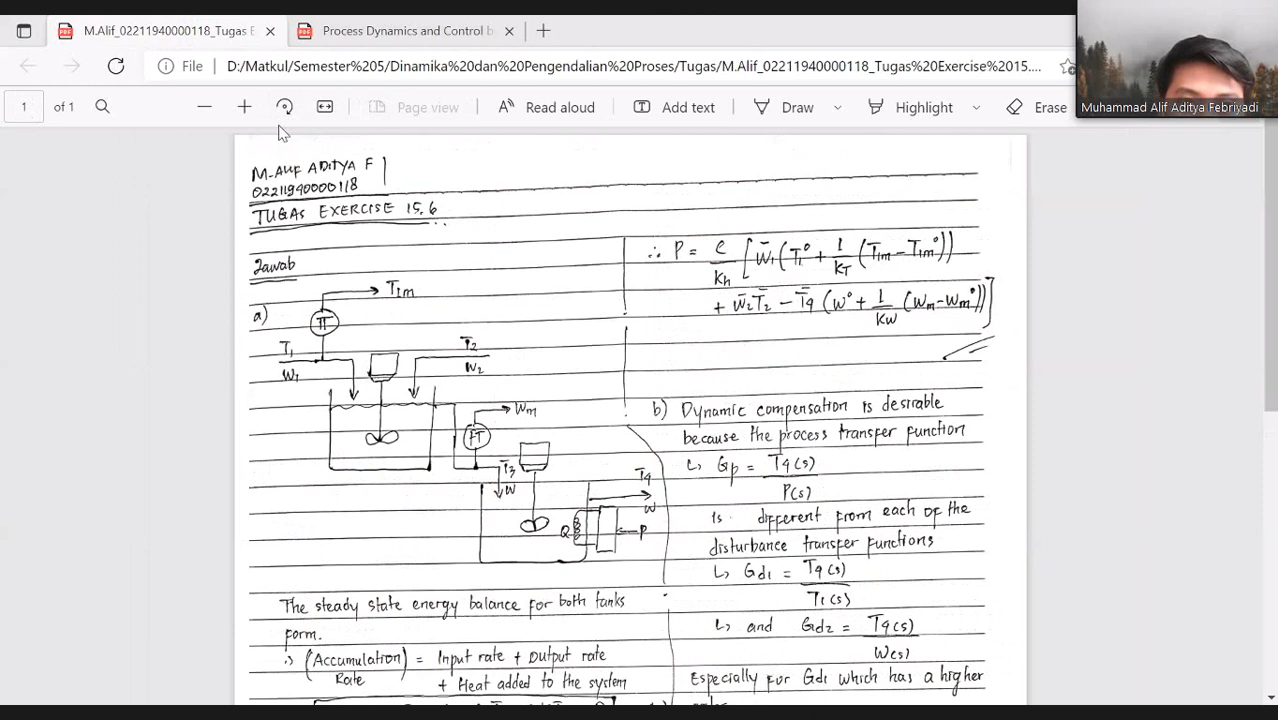 M.Alif_02211940000118_Tugas E
Process Dynamics and Control b
File
D:/Matkul/Semester%205/Dinamika%20dan%20Pengendalian%20Proses/Tugas/M.Alif_02211940000118_Tugas%20Exercise%2015....
Muhammad Alif Aditya Febriyadi
1 of 1
Page view
Read aloud
Add text
Draw
Highlight
Erase
M. ALIF ADITYA F
02211940000118
TUGAS EXERCISE 15.6
Jawab
a)
T1m
TT
T1
W1
T2
W2
Wm
FT
T3
W
T4
W
Q
P
The steady state energy balance for both tanks
form.
∴ (Accumulation Rate) = Input rate + Output rate
+ Heat added to the system
∴ P = C/Kh [W̄1 (T1° + 1/KT (T1m - T1m°))
+ W̄2T̄2 - T̄4 (W° + 1/KW (Wm - Wm°))]
b) Dynamic compensation is desirable
because the process transfer function
↳ Gp = T4(s)/P(s)
is different from each of the
disturbance transfer functions
↳ Gd1 = T4(s)/T1(s)
↳ and Gd2 = T4(s)/W(s)
Especially for Gd1 which has a higher